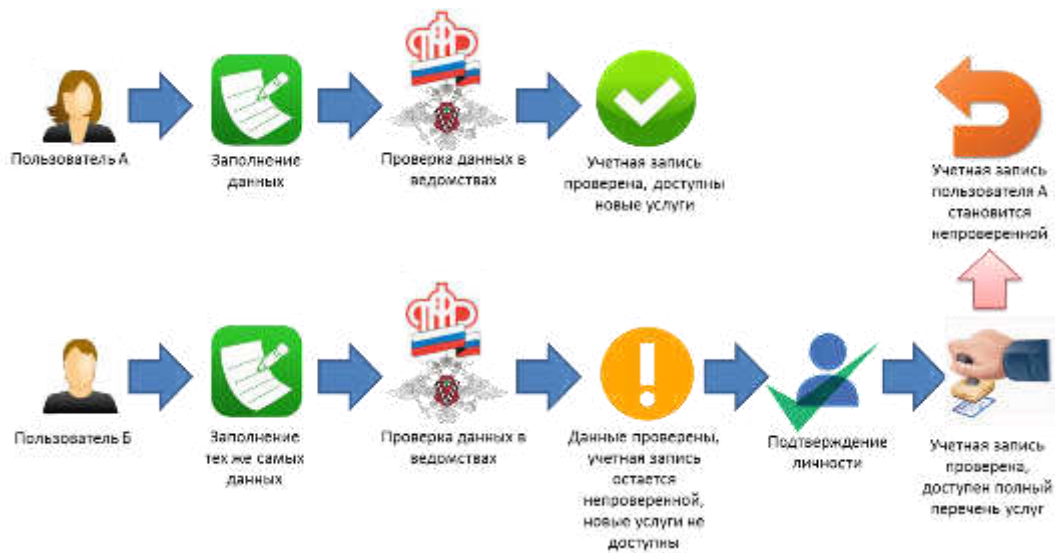 Пользователь А
Заполнение
данных
Проверка данных в
ведомствах
Учетная запись
проверена, доступны
новые услуги
Учетная запись
пользователя А
становится
непроверенной
Пользователь Б
Заполнение
тех же самых
данных
Проверка данных в
ведомствах
Данные проверены,
учетная запись
остается
непроверенной,
новые услуги не
доступны
Подтверждение
личности
Учетная запись
проверена,
доступен полный
перечень услуг